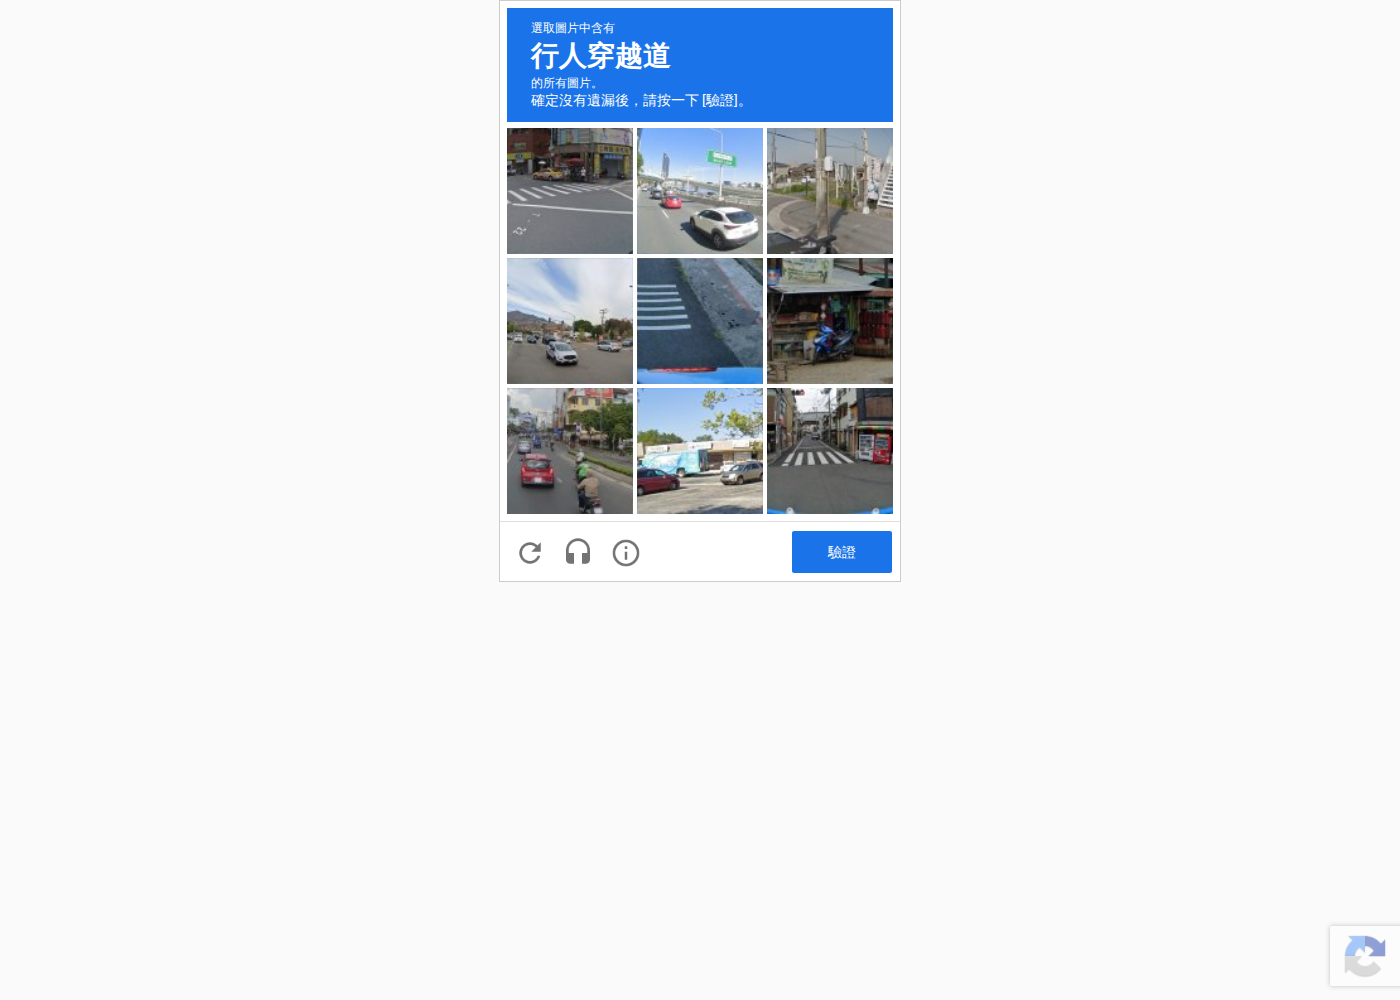 選取圖片中含有
行人穿越道
的所有圖片。
確定沒有遺漏後，請按一下 [驗證]。
驗證